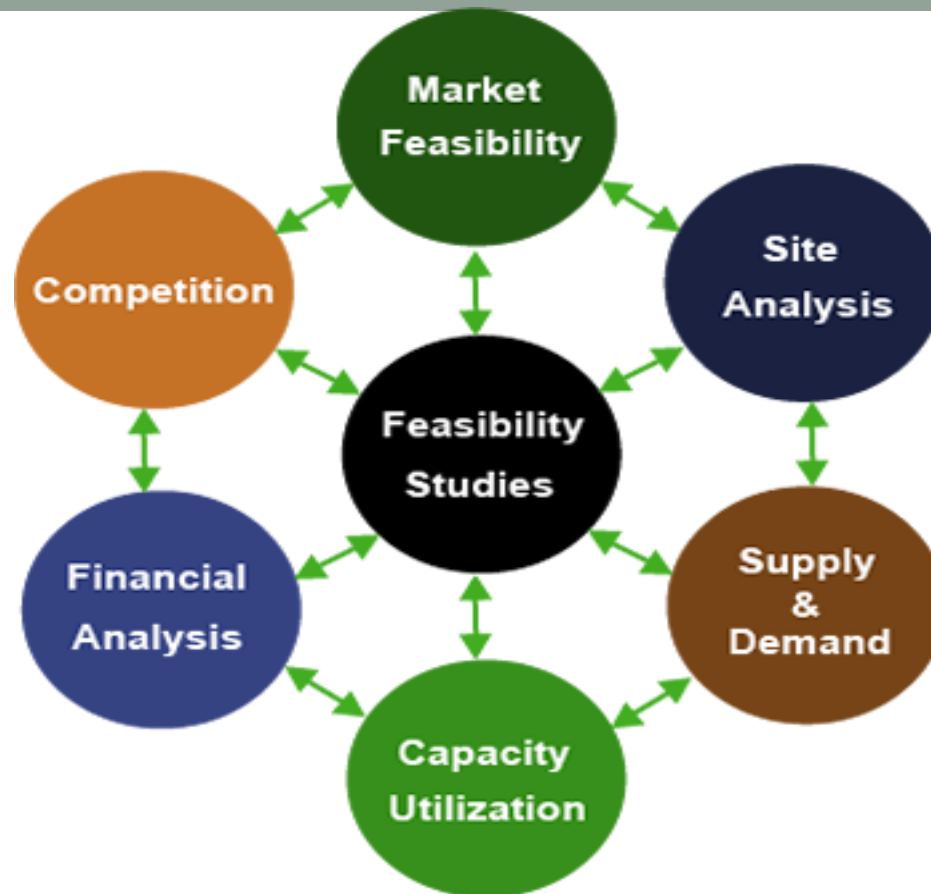 Market
Feasibility
Competition
Site
Analysis
Feasibility
Studies
Financial
Analysis
Supply
&
Demand
Capacity
Utilization